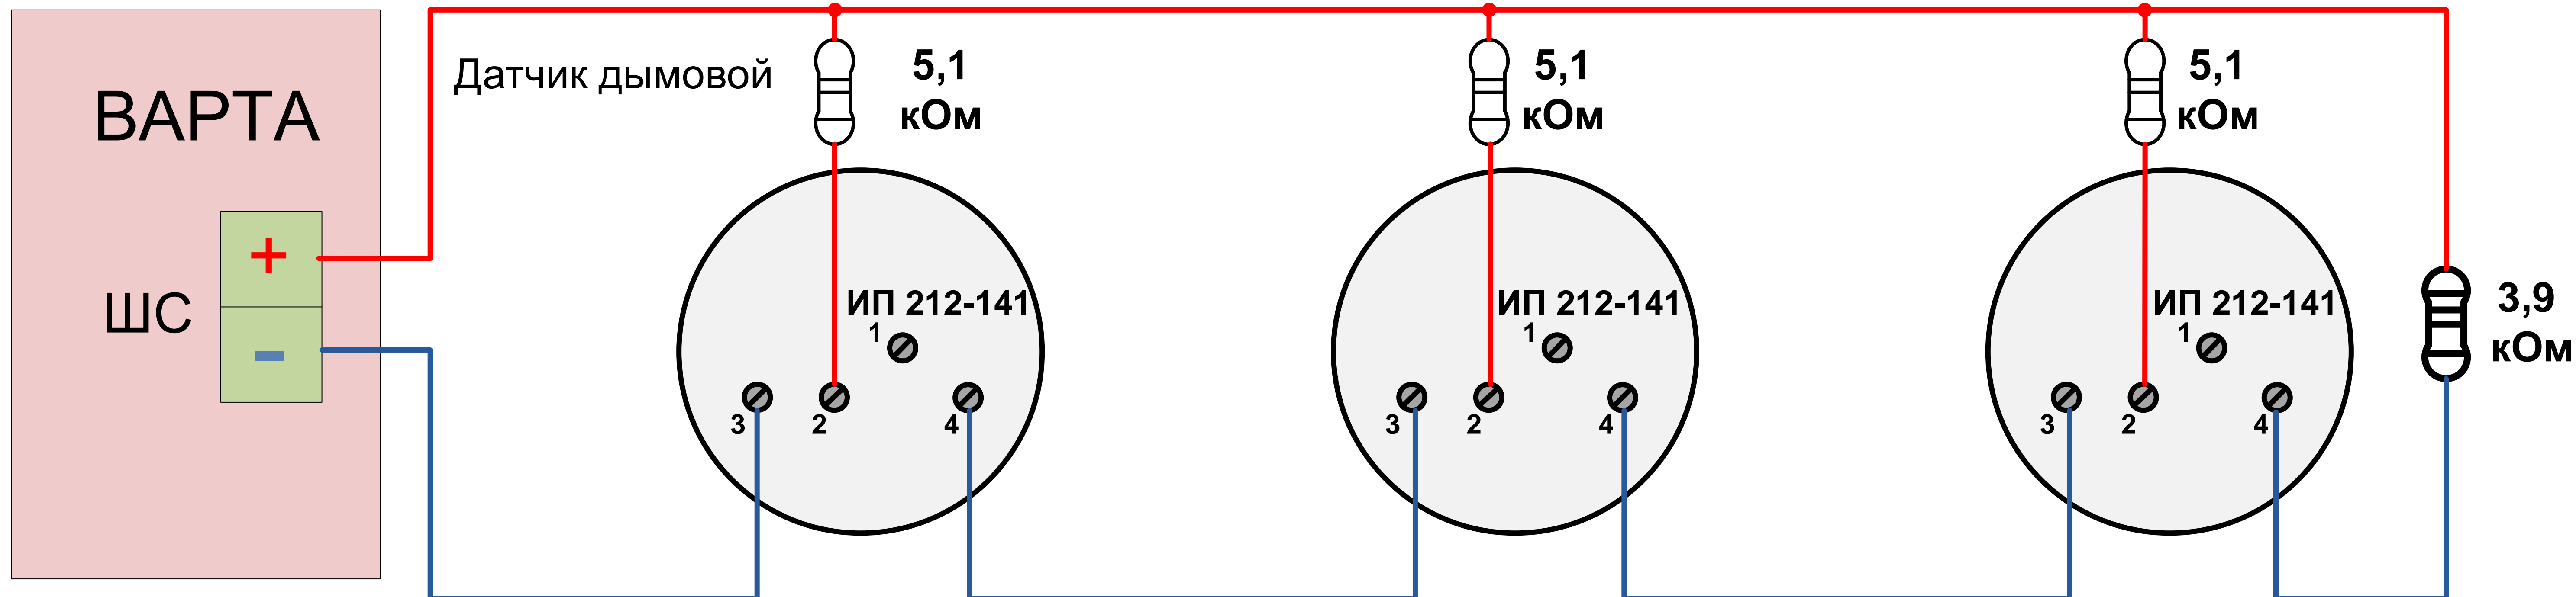 ВАРТА
ШС
+
-
Датчик дымовой
5,1
кОм
ИП 212-141
1
3
2
4
5,1
кОм
ИП 212-141
1
3
2
4
5,1
кОм
ИП 212-141
1
3
2
4
3,9
кОм